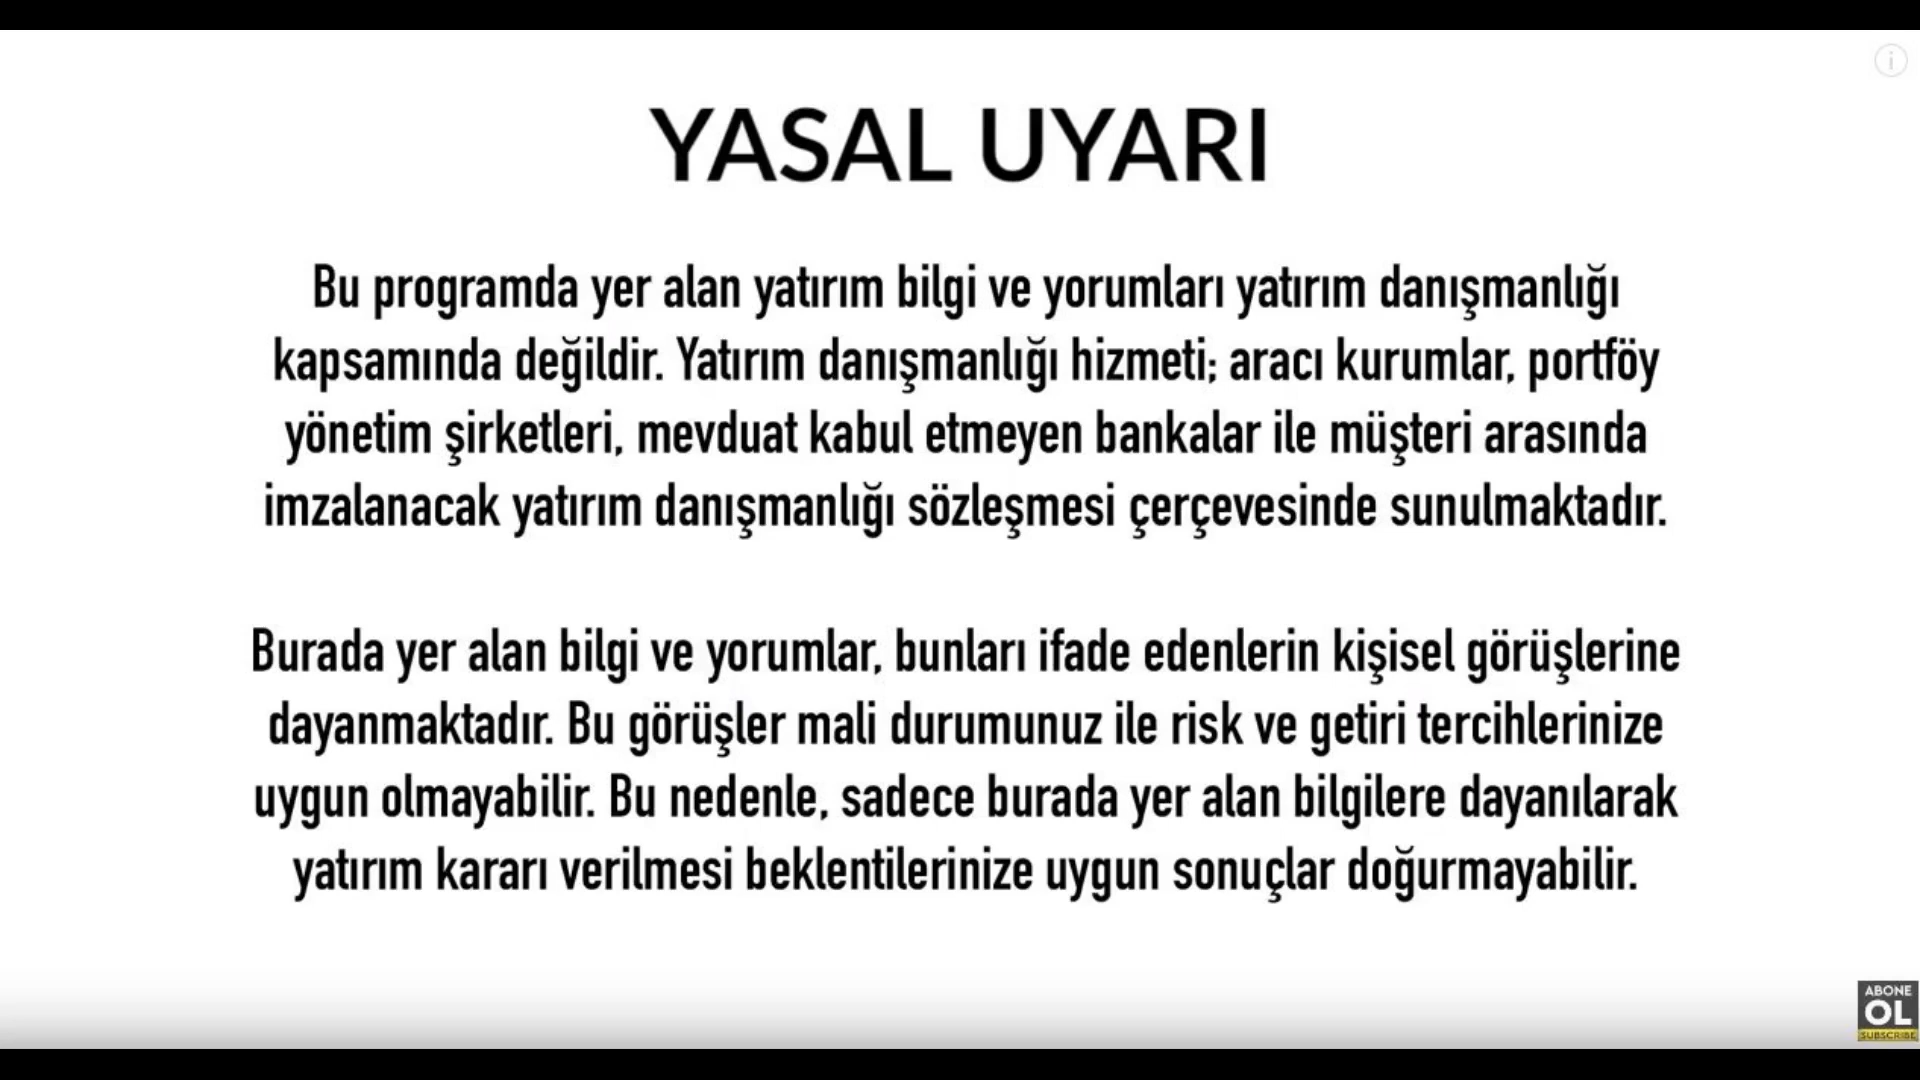 YASAL UYARI
Bu programda yer alan yatırım bilgi ve yorumları yatırım danışmanlığı
kapsamında değildir. Yatırım danışmanlığı hizmeti; aracı kurumlar, portföy
yönetim şirketleri, mevduat kabul etmeyen bankalar ile müşteri arasında
imzalanacak yatırım danışmanlığı sözleşmesi çerçevesinde sunulmaktadır.
Burada yer alan bilgi ve yorumlar, bunları ifade edenlerin kişisel görüşlerine
dayanmaktadır. Bu görüşler mali durumunuz ile risk ve getiri tercihlerinize
uygun olmayabilir. Bu nedenle, sadece burada yer alan bilgilere dayanılarak
yatırım kararı verilmesi beklentilerinize uygun sonuçlar doğurmayabilir.
ABONE
OL
SUBSCRIBE